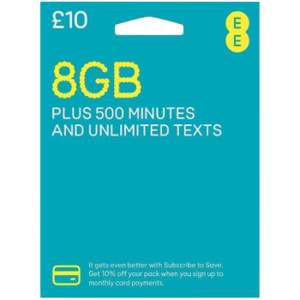 £10
EE
8GB
PLUS 500 MINUTES
AND UNLIMITED TEXTS
It gets even better with Subscribe to Save.
Get 10% off your pack when you sign up to
monthly card payments.